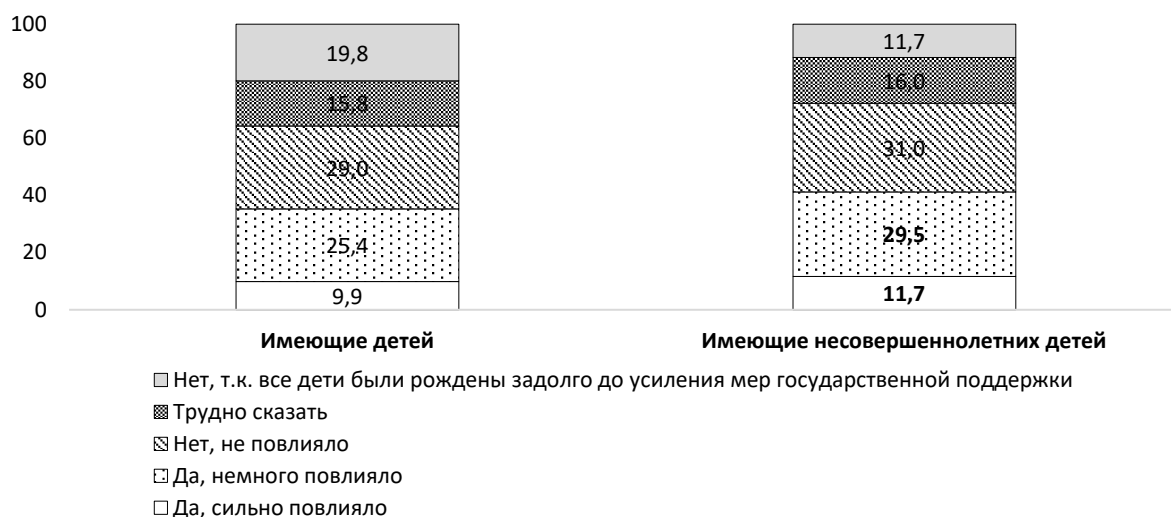 100
80
60
40
20
0
19,8
15,8
29,0
25,4
9,9
11,7
16,0
31,0
29,5
11,7
Имеющие детей
Имеющие несовершеннолетних детей
Нет, т.к. все дети были рождены задолго до усиления мер государственной поддержки
Трудно сказать
Нет, не повлияло
Да, немного повлияло
Да, сильно повлияло